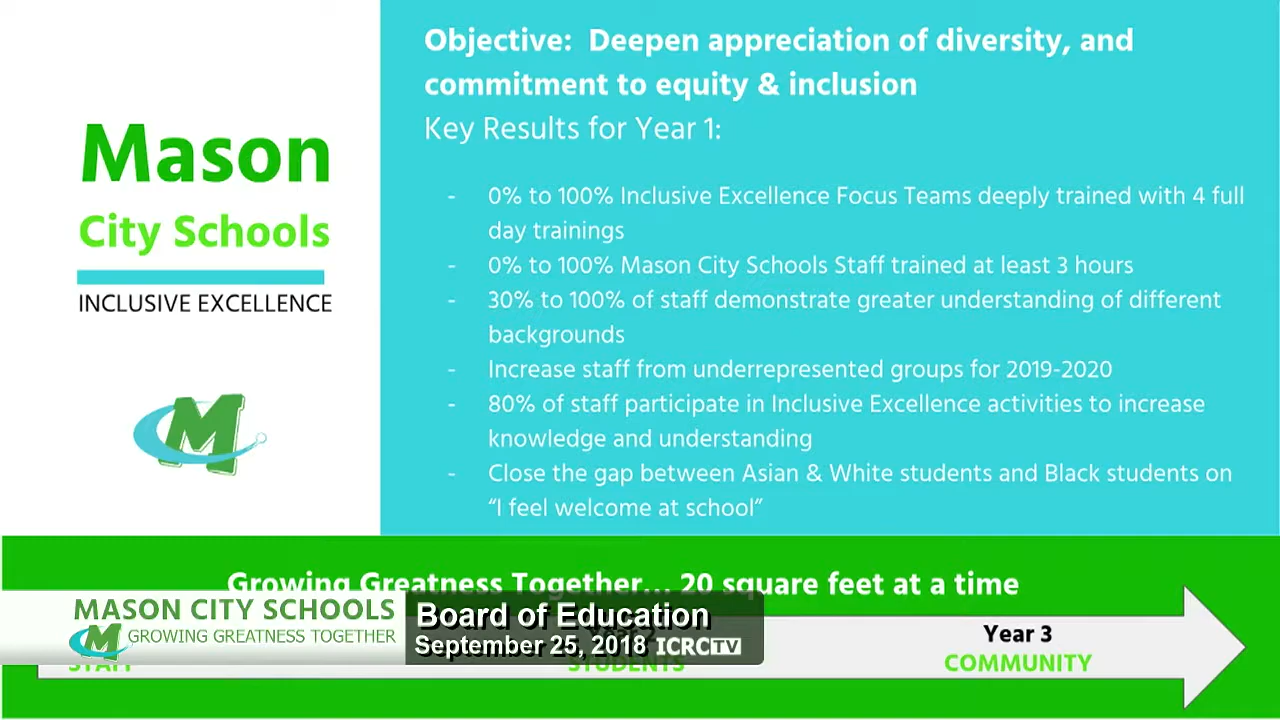 Objective: Deepen appreciation of diversity, and
commitment to equity & inclusion
Key Results for Year 1:
Mason
City Schools
INCLUSIVE EXCELLENCE
M
- 0% to 100% Inclusive Excellence Focus Teams deeply trained with 4 full
day trainings
- 0% to 100% Mason City Schools Staff trained at least 3 hours
- 30% to 100% of staff demonstrate greater understanding of different
backgrounds
- Increase staff from underrepresented groups for 2019-2020
- 80% of staff participate in Inclusive Excellence activities to increase
knowledge and understanding
- Close the gap between Asian & White students and Black students on
“I feel welcome at school”
Growing Greatness Together... 20 square feet at a time
MASON CITY SCHOOLS
M GROWING GREATNESS TOGETHER
Board of Education
September 25, 2018 ICRCTV
Year 3
STAFF
STUDENTS
COMMUNITY